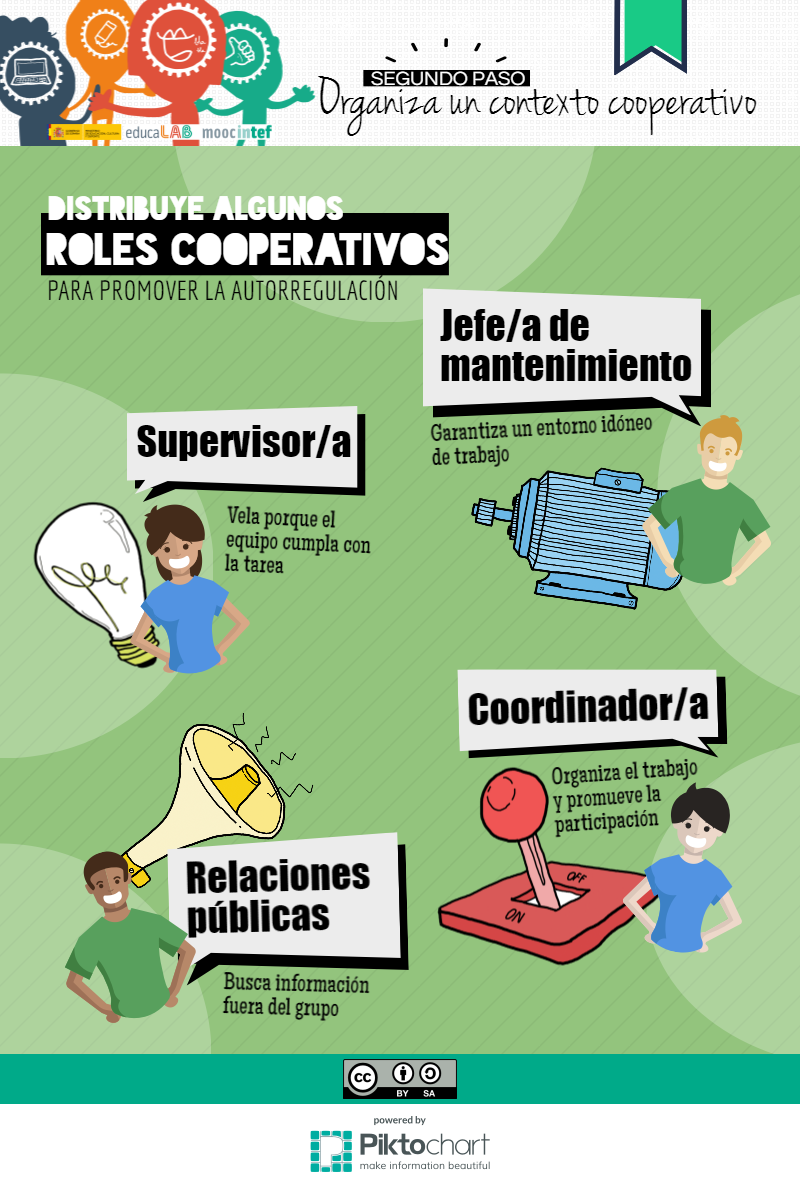 SEGUNDO PASO
Organiza un contexto cooperativo
educaLAB moocintef
DISTRIBUYE ALGUNOS
ROLES COOPERATIVOS
PARA PROMOVER LA AUTORREGULACIÓN
Jefe/a de
mantenimiento
Garantiza un entorno idóneo
de trabajo
Supervisor/a
Vela porque el
equipo cumpla con
la tarea
Coordinador/a
Organiza el trabajo
y promueve la
participación
OFF
ON
Relaciones
públicas
Busca información
fuera del grupo
cc
BY SA
powered by
Piktochart
make information beautiful